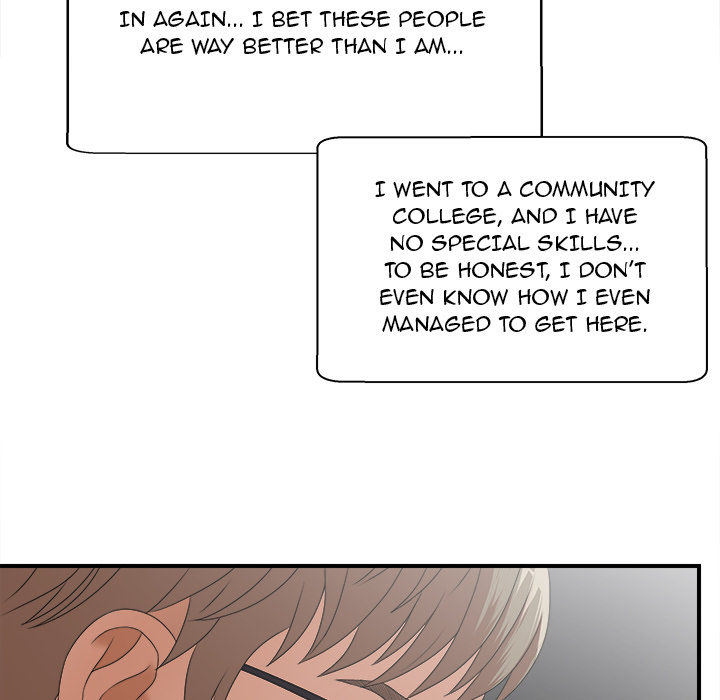 IN AGAIN... I BET THESE PEOPLE
ARE WAY BETTER THAN I AM...
I WENT TO A COMMUNITY
COLLEGE, AND I HAVE
NO SPECIAL SKILLS...
TO BE HONEST, I DON'T
EVEN KNOW HOW I EVEN
MANAGED TO GET HERE.